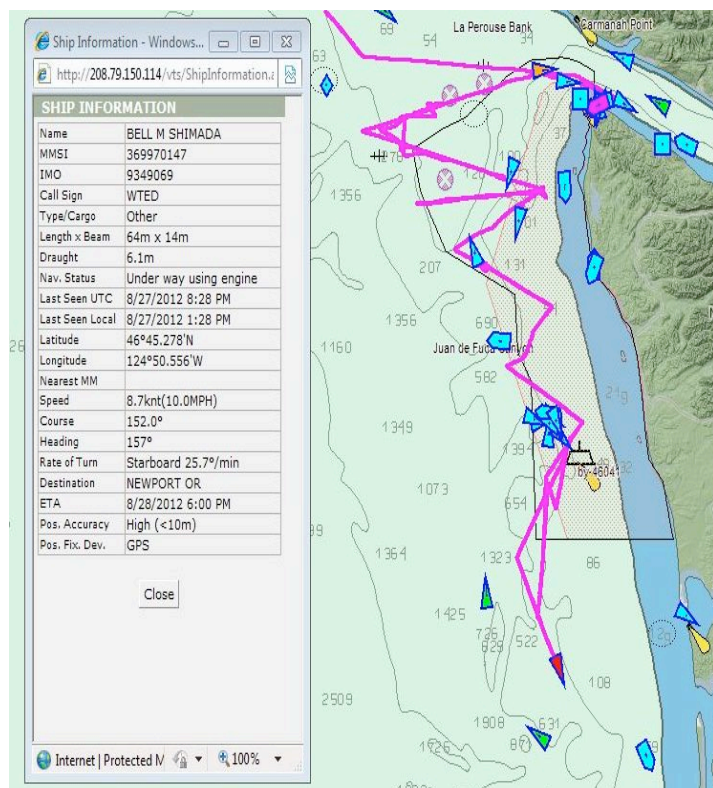 Ship Information - Windows...
http://208.79.150.114/vts/ShipInformation.a
SHIP INFORMATION
Name BELL M SHIMADA
MMSI 369970147
IMO 9349069
Call Sign WTED
Type/Cargo Other
Length x Beam 64m x 14m
Draught 6.1m
Nav. Status Under way using engine
Last Seen UTC 8/27/2012 8:28 PM
Last Seen Local 8/27/2012 1:28 PM
Latitude 46°45.278'N
Longitude 124°50.556'W
Nearest MM
Speed 8.7knt(10.0MPH)
Course 152.0°
Heading 157°
Rate of Turn Starboard 25.7°/min
Destination NEWPORT OR
ETA 8/28/2012 6:00 PM
Pos. Accuracy High (<10m)
Pos. Fix. Dev. GPS
Close
Internet | Protected M
100%
La Perouse Bank
Carmanah Point
69
54
34
63
37
1356
131
207
1356
690
1160
Juan de Fuca Canyon
582
1349
1394
by-46041
1073
654
1364
1323
86
1425
522
108
2509
1908
631
1726
871